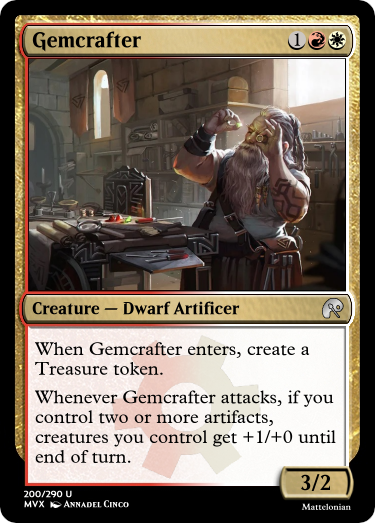 Gemcrafter 1
Creature — Dwarf Artificer
When Gemcrafter enters, create a
Treasure token.
Whenever Gemcrafter attacks, if you
control two or more artifacts,
creatures you control get +1/+0 until
end of turn.
3/2
200/290 U
MVX Annadel Cinco
Mattelonian